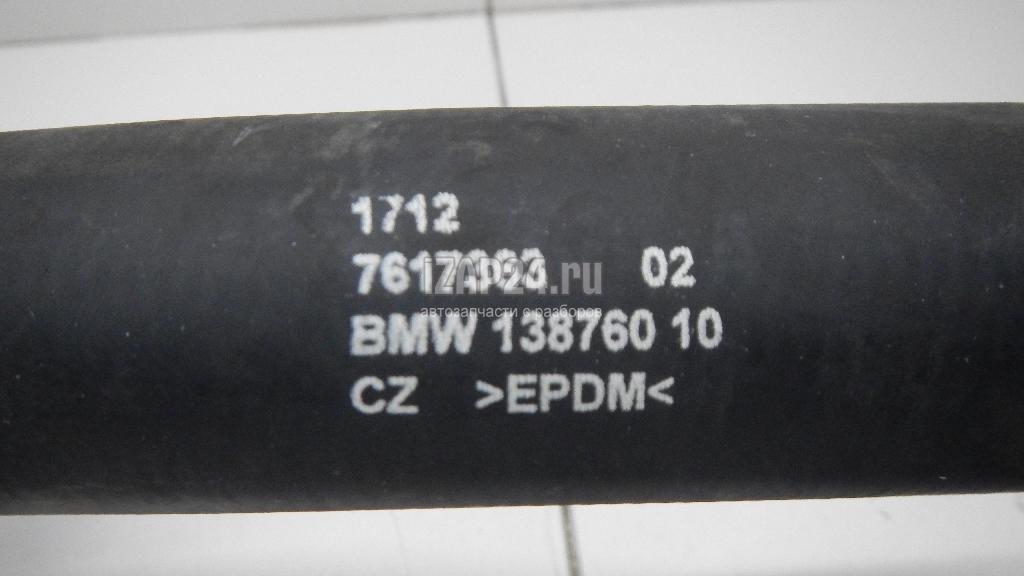 1712
02
IZAP24.ru
автозапчасти с разборов
BMW 138760 10
CZ >EPDM<